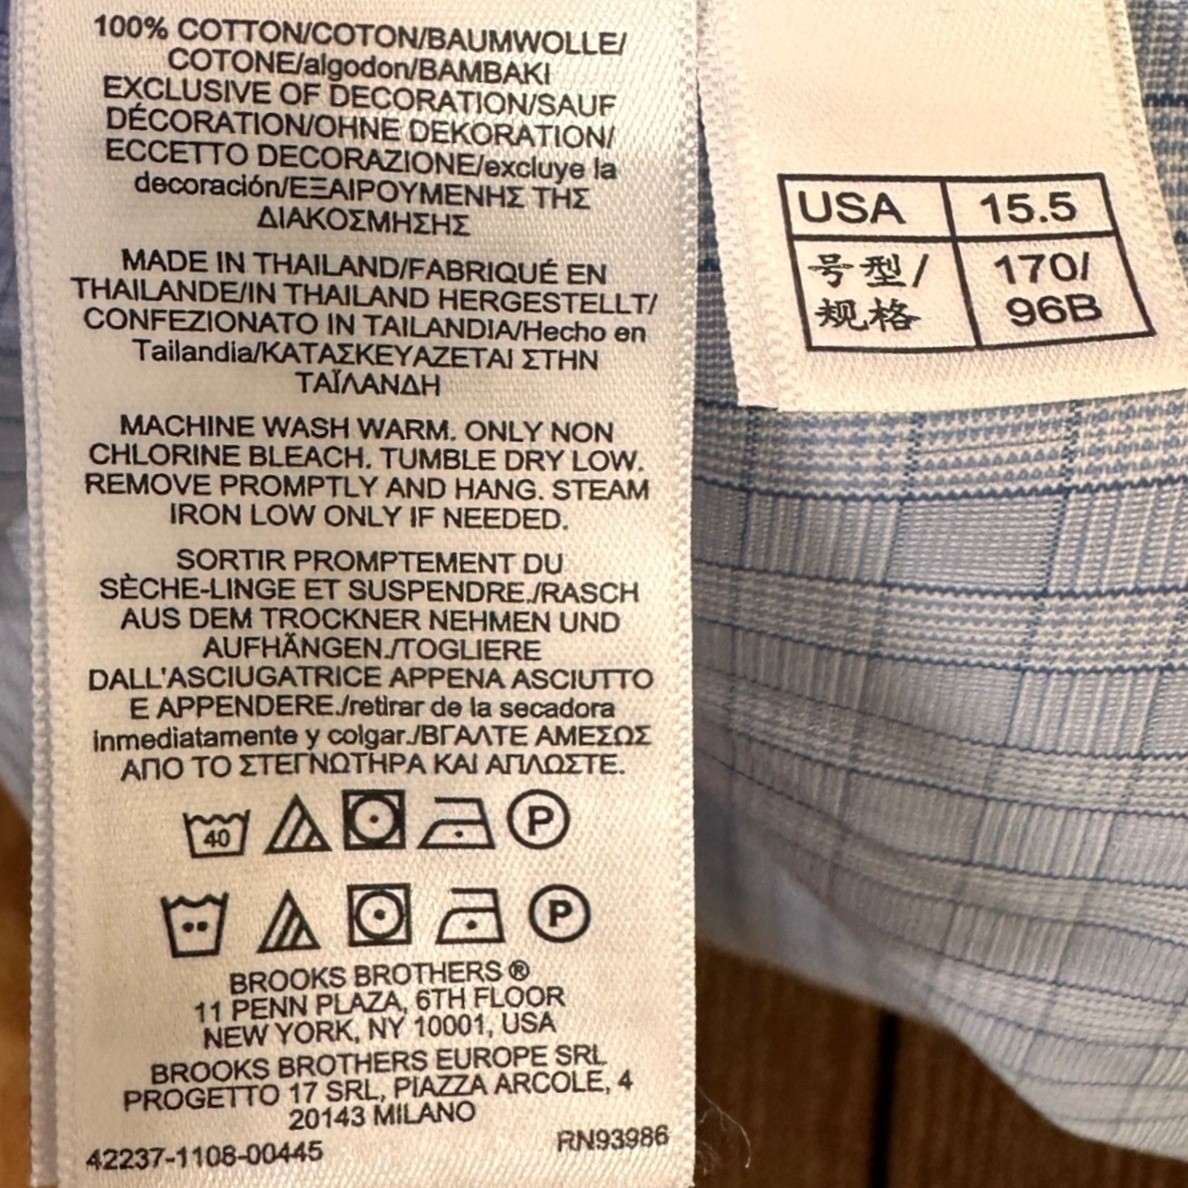 100% COTTON/COTON/BAUMWOLLE/
COTONE/algodon/BAMBAKI
EXCLUSIVE OF DECORATION/SAUF
DÉCORATION/OHNE DEKORATION/
ECCETTO DECORAZIONE/excluye la
decoración/ΕΞΑΙΡΟΥΜΕΝΗΣ ΤΗΣ
ΔΙΑΚΟΣΜΗΣΗΣ
MADE IN THAILAND/FABRIQUÉ EN
THAILANDE/IN THAILAND HERGESTELLT/
CONFEZIONATO IN TAILANDIA/Hecho en
Tailandia/ΚΑΤΑΣΚΕΥΑΖΕΤΑΙ ΣΤΗΝ
ΤΑΪΛΑΝΔΗ
MACHINE WASH WARM. ONLY NON
CHLORINE BLEACH. TUMBLE DRY LOW.
REMOVE PROMPTLY AND HANG. STEAM
IRON LOW ONLY IF NEEDED.
SORTIR PROMPTEMENT DU
SÈCHE-LINGE ET SUSPENDRE./RASCH
AUS DEM TROCKNER NEHMEN UND
AUFHÄNGEN./TOGLIERE
DALL'ASCIUGATRICE APPENA ASCIUTTO
E APPENDERE./retirar de la secadora
inmediatamente y colgar./ΒΓΑΛΤΕ ΑΜΕΣΩΣ
ΑΠΟ ΤΟ ΣΤΕΓΝΩΤΗΡΑ ΚΑΙ ΑΠΛΩΣΤΕ.
40 P
P
BROOKS BROTHERS ®
11 PENN PLAZA, 6TH FLOOR
NEW YORK, NY 10001, USA
BROOKS BROTHERS EUROPE SRL
PROGETTO 17 SRL, PIAZZA ARCOLE, 4
20143 MILANO
42237-1108-00445 RN93986
USA 15.5
号型/ 170/
规格 96B